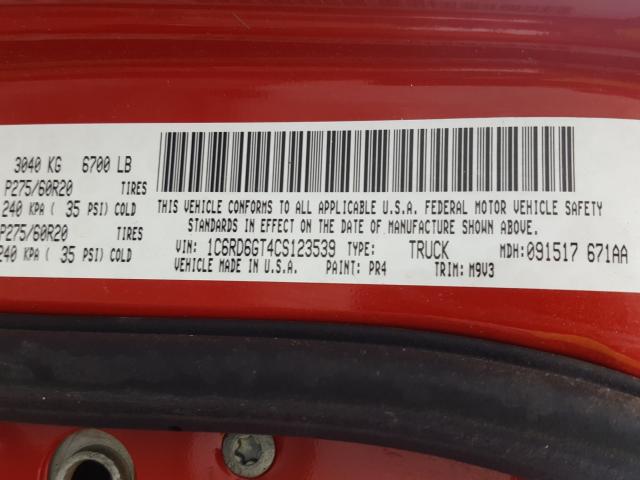 3040 KG 6700 LB
P275/60R20 TIRES
240 KPA ( 35 PSI) COLD
P275/60R20 TIRES
240 KPA ( 35 PSI) COLD
THIS VEHICLE CONFORMS TO ALL APPLICABLE U.S.A. FEDERAL MOTOR VEHICLE SAFETY
STANDARDS IN EFFECT ON THE DATE OF MANUFACTURE SHOWN ABOVE.
VIN: 1C6RD6GT4CS123539 TYPE: TRUCK MDH: 091517 671AA
VEHICLE MADE IN U.S.A. PAINT: PR4 TRIM: M9V3